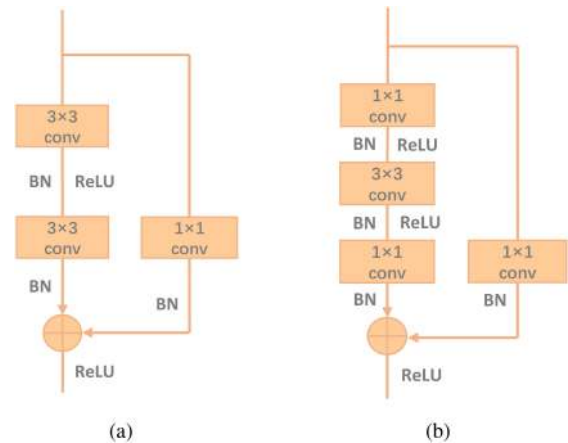 3×3
conv
BN ReLU
3×3
conv
1×1
conv
BN
BN
ReLU
(a)
1×1
conv
BN ReLU
3×3
conv
BN ReLU
1×1
conv
1×1
conv
BN
BN
ReLU
(b)